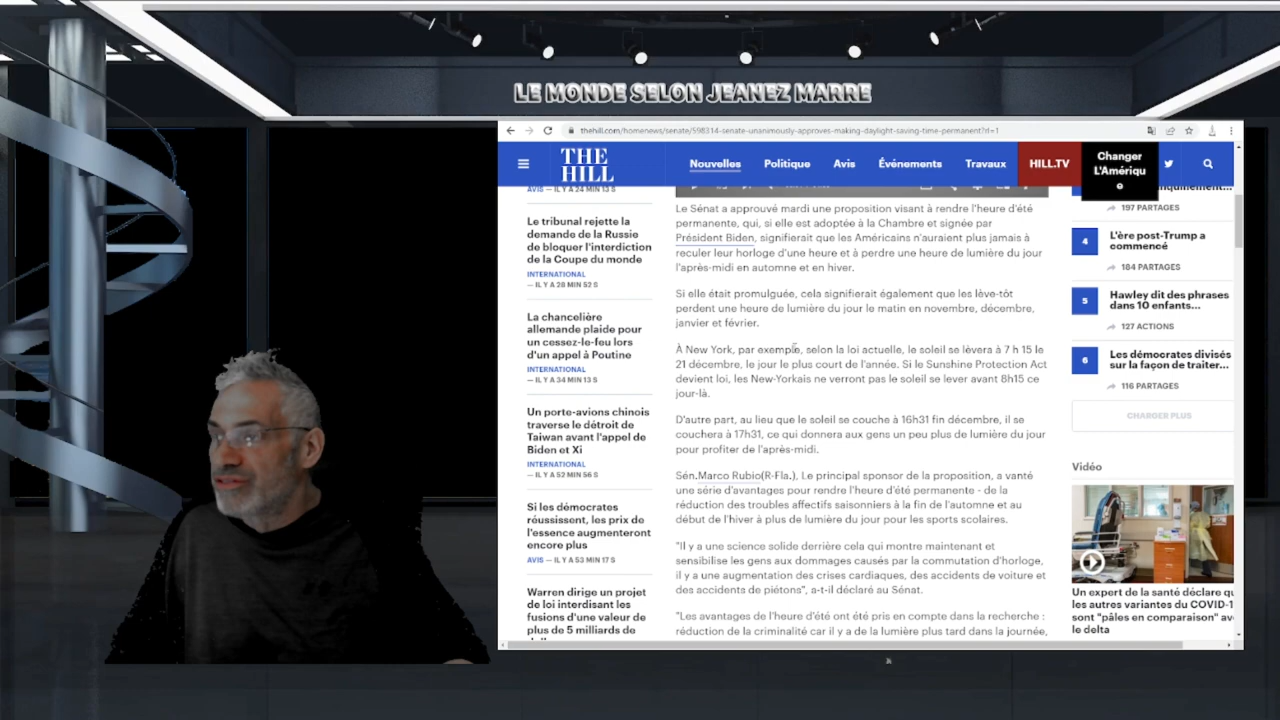 LE MONDE SELON JEANEZ MARRE
thehill.com/homenews/senate/598314-senate-unanimously-approves-making-daylight-saving-time-permanent?rl=1
THE
HILL
Nouvelles
Politique
Avis
Événements
Travaux
HILL.TV
Changer
L'Amériqu
e
AVIS — IL Y A 24 MIN 13 S
Le tribunal rejette la
demande de la Russie
de bloquer l'interdiction
de la Coupe du monde
INTERNATIONAL
— IL Y A 28 MIN 52 S
La chancelière
allemande plaide pour
un cessez-le-feu lors
d'un appel à Poutine
INTERNATIONAL
— IL Y A 34 MIN 13 S
Un porte-avions chinois
traverse le détroit de
Taiwan avant l'appel de
Biden et Xi
INTERNATIONAL
— IL Y A 52 MIN 56 S
Si les démocrates
réussissent, les prix de
l'essence augmenteront
encore plus
AVIS — IL Y A 53 MIN 17 S
Warren dirige un projet
de loi interdisant les
fusions d'une valeur de
plus de 5 milliards de
Le Sénat a approuvé mardi une proposition visant à rendre l'heure d'été
permanente, qui, si elle est adoptée à la Chambre et signée par
Président Biden, signifierait que les Américains n'auraient plus jamais à
reculer leur horloge d'une heure et à perdre une heure de lumière du jour
l'après-midi en automne et en hiver.
Si elle était promulguée, cela signifierait également que les lève-tôt
perdent une heure de lumière du jour le matin en novembre, décembre,
janvier et février.
À New York, par exemple, selon la loi actuelle, le soleil se lèvera à 7 h 15 le
21 décembre, le jour le plus court de l'année. Si le Sunshine Protection Act
devient loi, les New-Yorkais ne verront pas le soleil se lever avant 8h15 ce
jour-là.
D'autre part, au lieu que le soleil se couche à 16h31 fin décembre, il se
couchera à 17h31, ce qui donnera aux gens un peu plus de lumière du jour
pour profiter de l'après-midi.
Sén.Marco Rubio(R-Fla.), Le principal sponsor de la proposition, a vanté
une série d'avantages pour rendre l'heure d'été permanente - de la
réduction des troubles affectifs saisonniers à la fin de l'automne et au
début de l'hiver à plus de lumière du jour pour les sports scolaires.
"Il y a une science solide derrière cela qui montre maintenant et
sensibilise les gens aux dommages causés par la commutation d'horloge,
il y a une augmentation des crises cardiaques, des accidents de voiture et
des accidents de piétons", a-t-il déclaré au Sénat.
"Les avantages de l'heure d'été ont été pris en compte dans la recherche :
réduction de la criminalité car il y a de la lumière plus tard dans la journée,
197 PARTAGES
4
L'ère post-Trump a
commencé
184 PARTAGES
5
Hawley dit des phrases
dans 10 enfants...
127 ACTIONS
6
Les démocrates divisés
sur la façon de traiter...
116 PARTAGES
CHARGER PLUS
Vidéo
Un expert de la santé déclare qu
les autres variantes du COVID-1
sont "pâles en comparaison" av
le delta